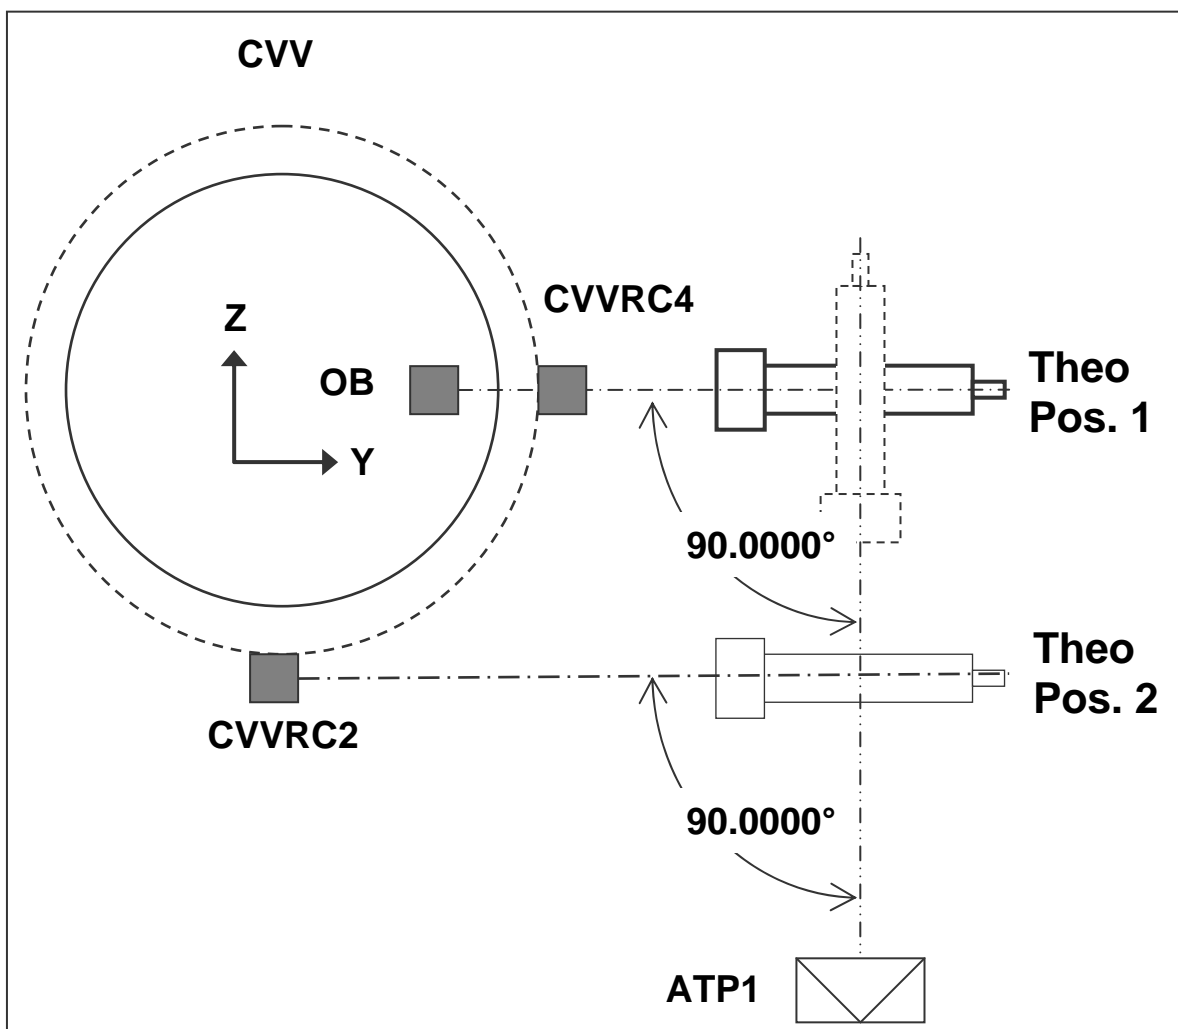 CVV
CVVRC4
Z
OB
Theo
Pos. 1
Y
90.0000°
Theo
Pos. 2
CVVRC2
90.0000°
ATP1